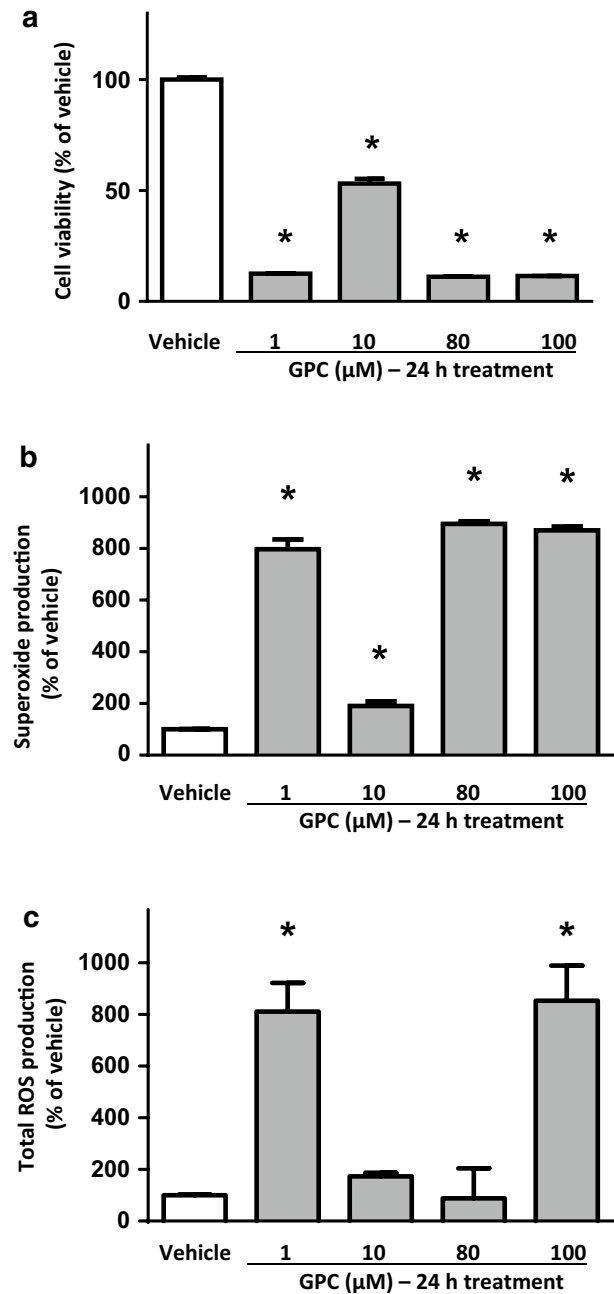 a
Cell viability (% of vehicle)
100
50
0
*
*
*
*
Vehicle 1 10 80 100
GPC (µM) – 24 h treatment
b
Superoxide production
(% of vehicle)
1000
800
600
400
200
0
*
*
*
*
Vehicle 1 10 80 100
GPC (µM) – 24 h treatment
c
Total ROS production
(% of vehicle)
1000
800
600
400
200
0
*
*
Vehicle 1 10 80 100
GPC (µM) – 24 h treatment